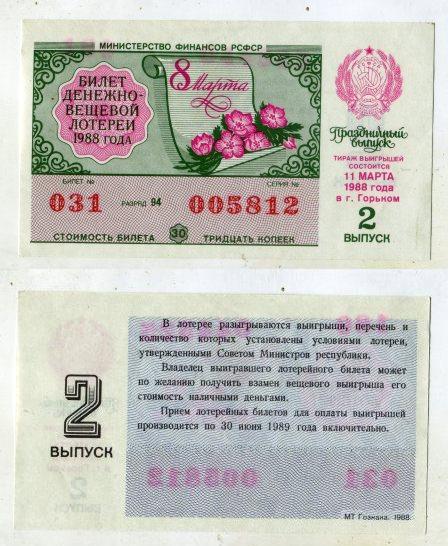 МИНИСТЕРСТВО ФИНАНСОВ РСФСР
БИЛЕТ
ДЕНЕЖНО-
ВЕЩЕВОЙ
ЛОТЕРЕИ
1988 ГОДА
8 Марта
Праздничный
выпуск
ТИРАЖ ВЫИГРЫШЕЙ
СОСТОИТСЯ
11 МАРТА
1988 года
в г. Горьком
2
ВЫПУСК
БИЛЕТ №
СЕРИЯ №
031 РАЗРЯД 94 005812
СТОИМОСТЬ БИЛЕТА 30 ТРИДЦАТЬ КОПЕЕК
2
ВЫПУСК
В лотерее разыгрываются выигрыши, перечень и
количество которых установлены условиями лотереи,
утвержденными Советом Министров республики.
Владелец выигравшего лотерейного билета может
по желанию получить взамен вещевого выигрыша его
стоимость наличными деньгами.
Прием лотерейных билетов для оплаты выигрышей
производится по 30 июня 1989 года включительно.
МТ Гознака. 1988.